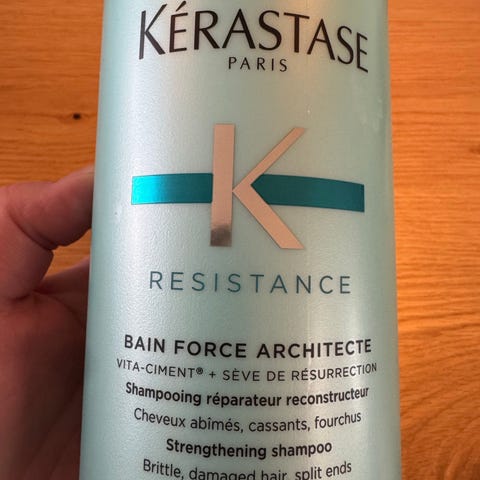 KÉRASTASE
PARIS
K
RESISTANCE
BAIN FORCE ARCHITECTE
VITA-CIMENT® + SÈVE DE RÉSURRECTION
Shampooing réparateur reconstructeur
Cheveux abîmés, cassants, fourchus
Strengthening shampoo
Brittle, damaged hair, split ends